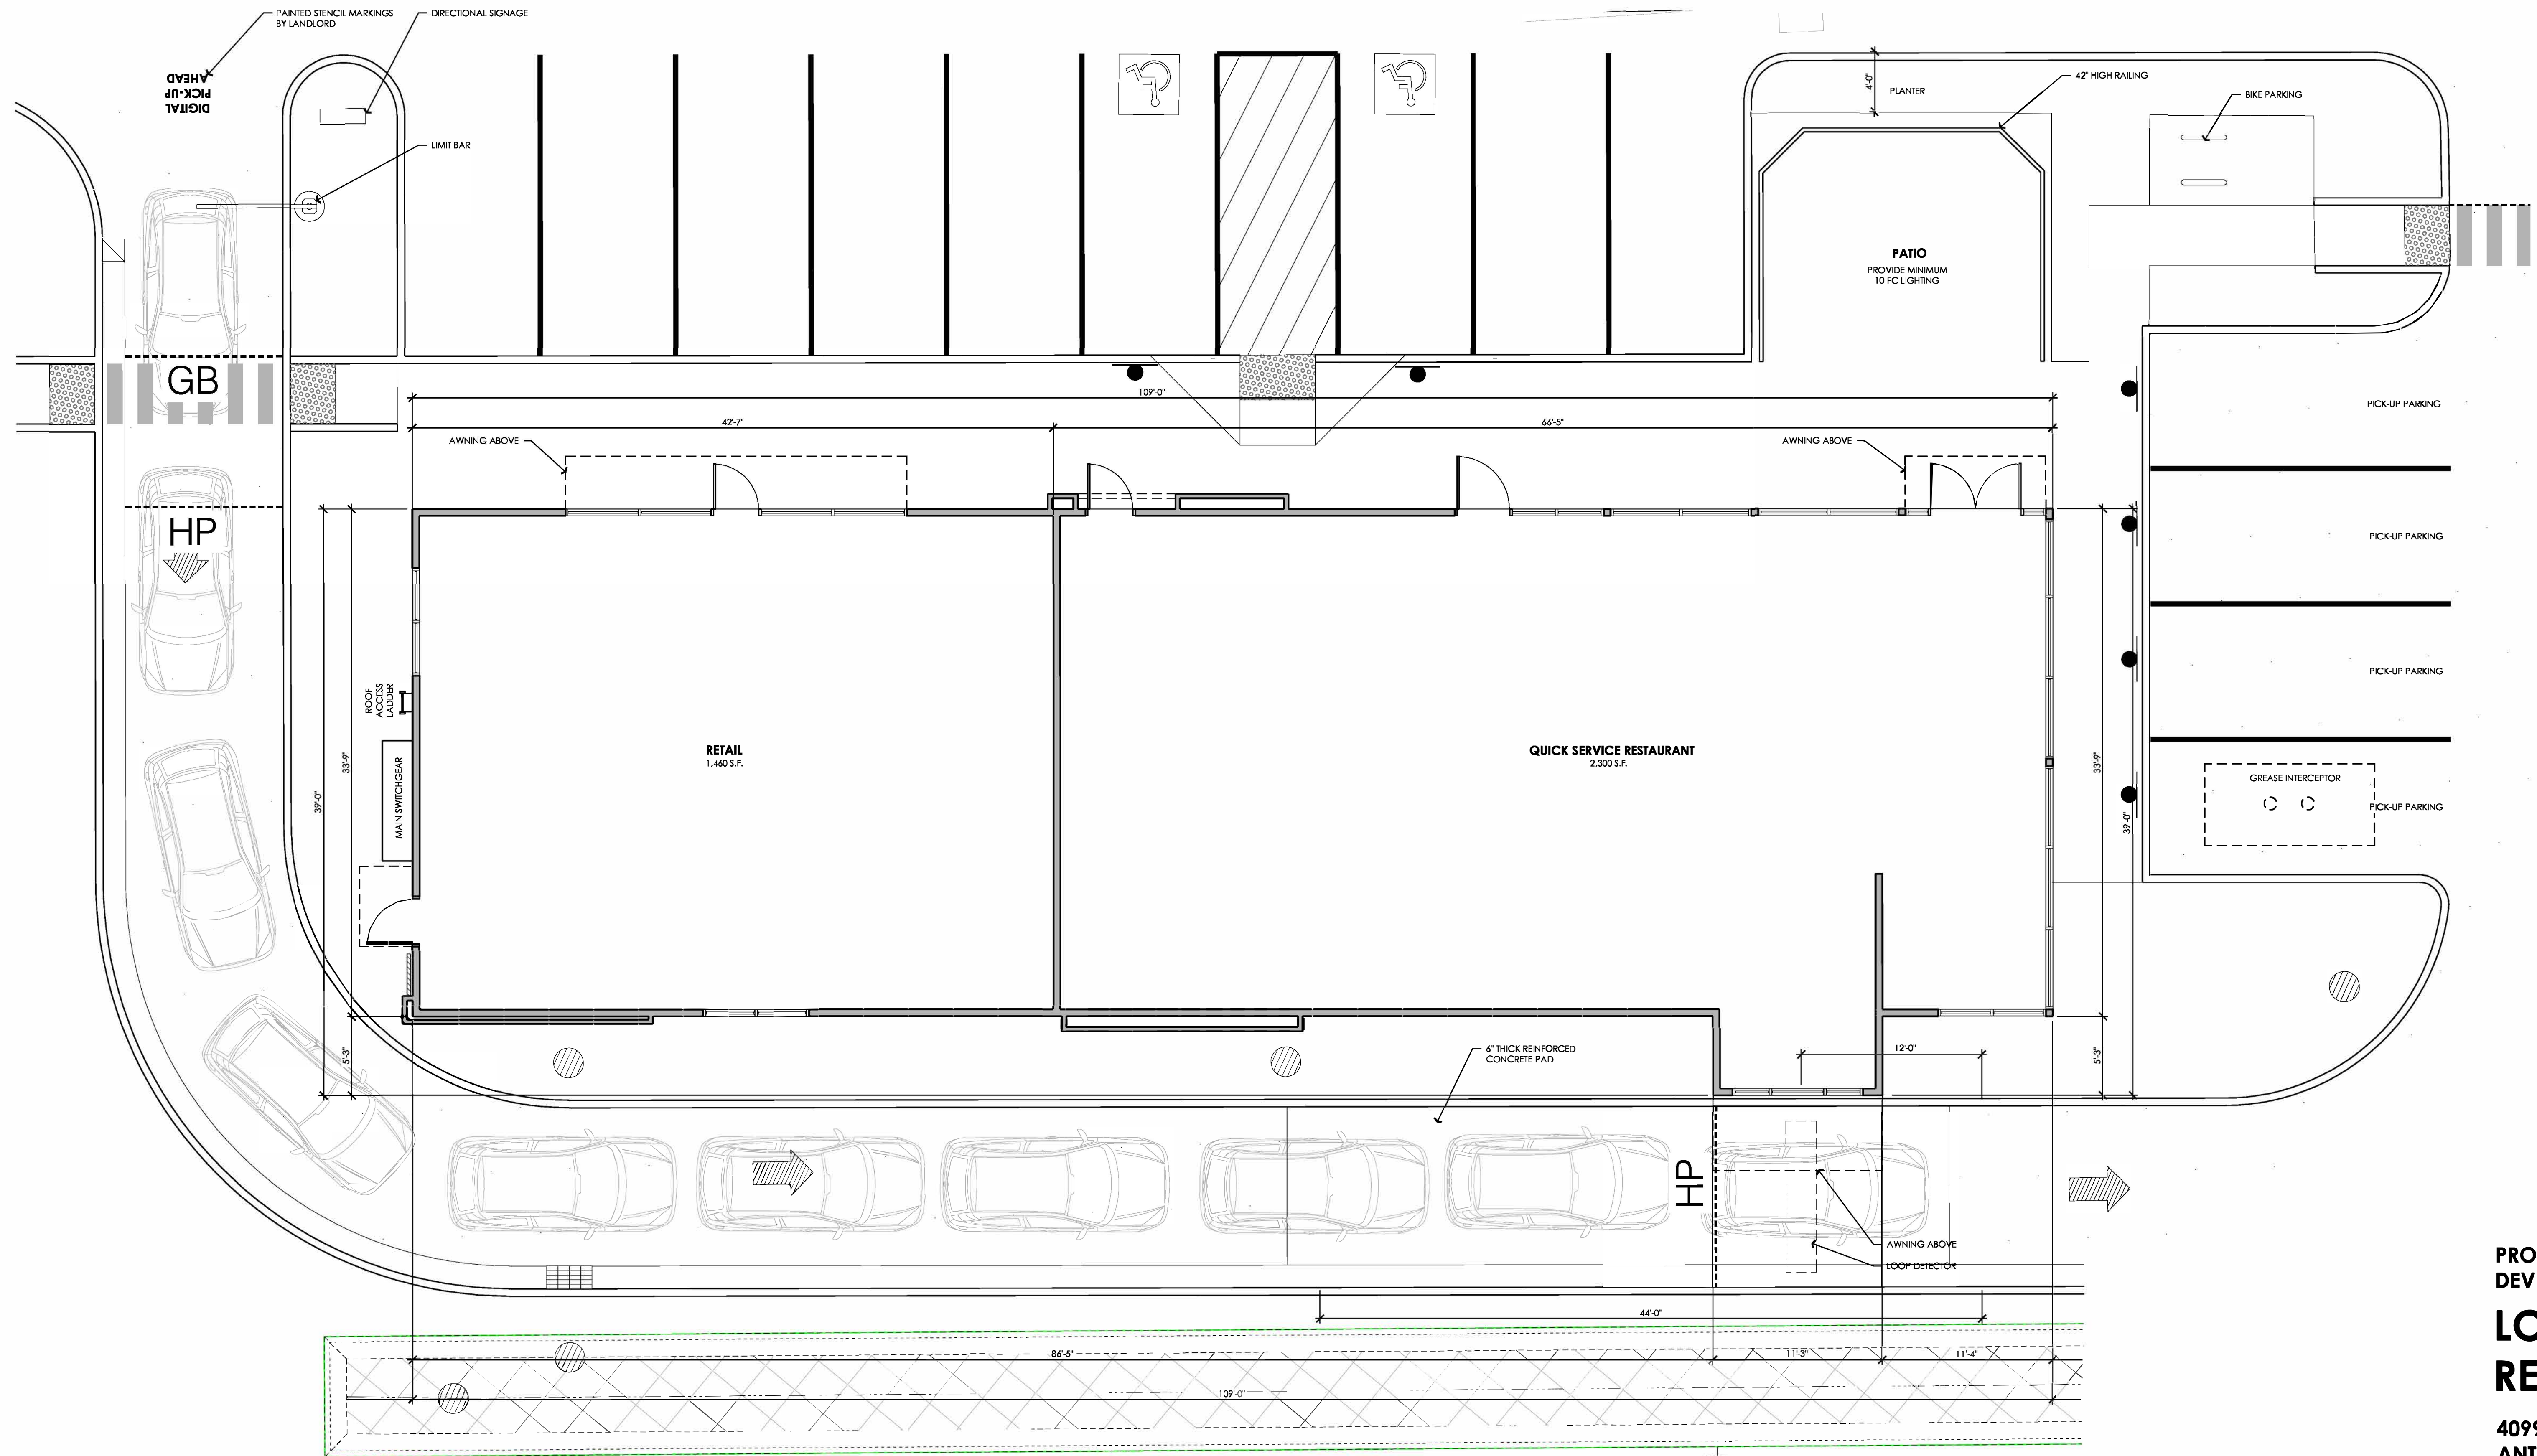 PAINTED STENCIL MARKINGS
BY LANDLORD
DIRECTIONAL SIGNAGE
DIGITAL
PICK-UP
AHEAD
LIMIT BAR
4'-0"
PLANTER
42" HIGH RAILING
BIKE PARKING
PATIO
PROVIDE MINIMUM
10 FC LIGHTING
GB
109'-0"
42'-7"
66'-5"
AWNING ABOVE
AWNING ABOVE
PICK-UP PARKING
HP
PICK-UP PARKING
ROOF
ACCESS
LADDER
PICK-UP PARKING
MAIN SWITCHGEAR
39'-0"
33'-9"
RETAIL
1,460 S.F.
QUICK SERVICE RESTAURANT
2,300 S.F.
33'-9"
39'-0"
GREASE INTERCEPTOR
PICK-UP PARKING
5'-3"
6" THICK REINFORCED
CONCRETE PAD
12'-0"
5'-3"
HP
AWNING ABOVE
LOOP DETECTOR
44'-0"
86'-5"
11'-3"
11'-4"
109'-0"
PRO
DEV
LO
RE
4099
ANT